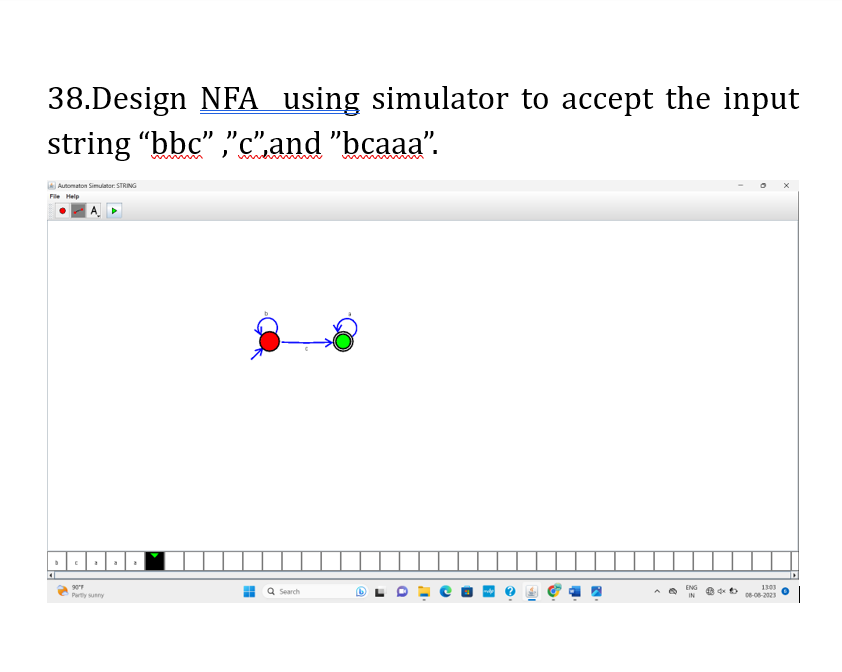 38.Design NFA using simulator to accept the input
string “bbc” ,”c”,and ”bcaaa”.
Automaton Simulator: STRING
File Help
A
b
a
c
b c a a a
90°F
Partly sunny
Search
ENG
IN
13:03
08-08-2023